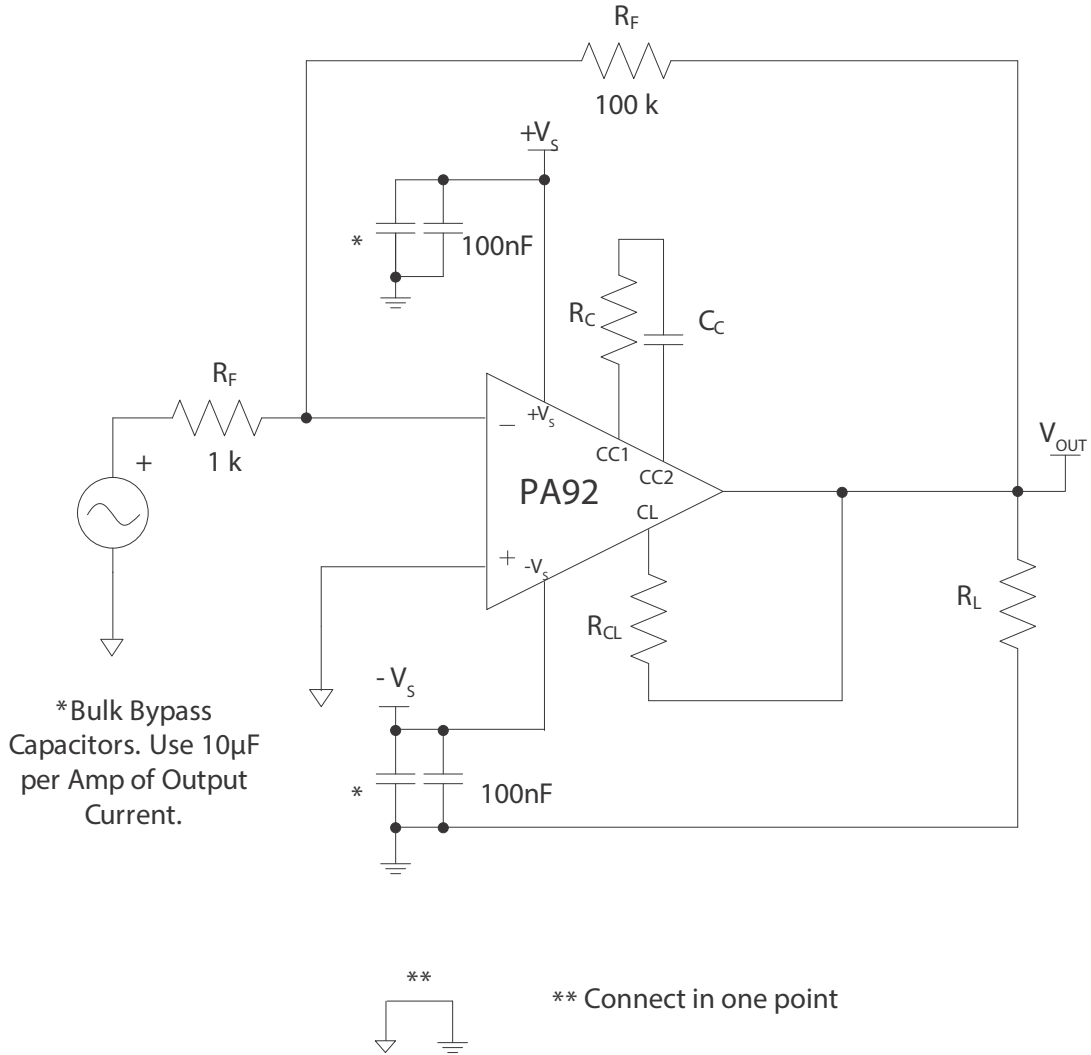 R_F
100 k
+V_s
*
100nF
R_C
C_C
R_F
1 k
+
−
+V_s
CC1
CC2
PA92
CL
+
-V_s
V_OUT
R_CL
R_L
- V_s
*
100nF
*Bulk Bypass
Capacitors. Use 10µF
per Amp of Output
Current.
**
** Connect in one point